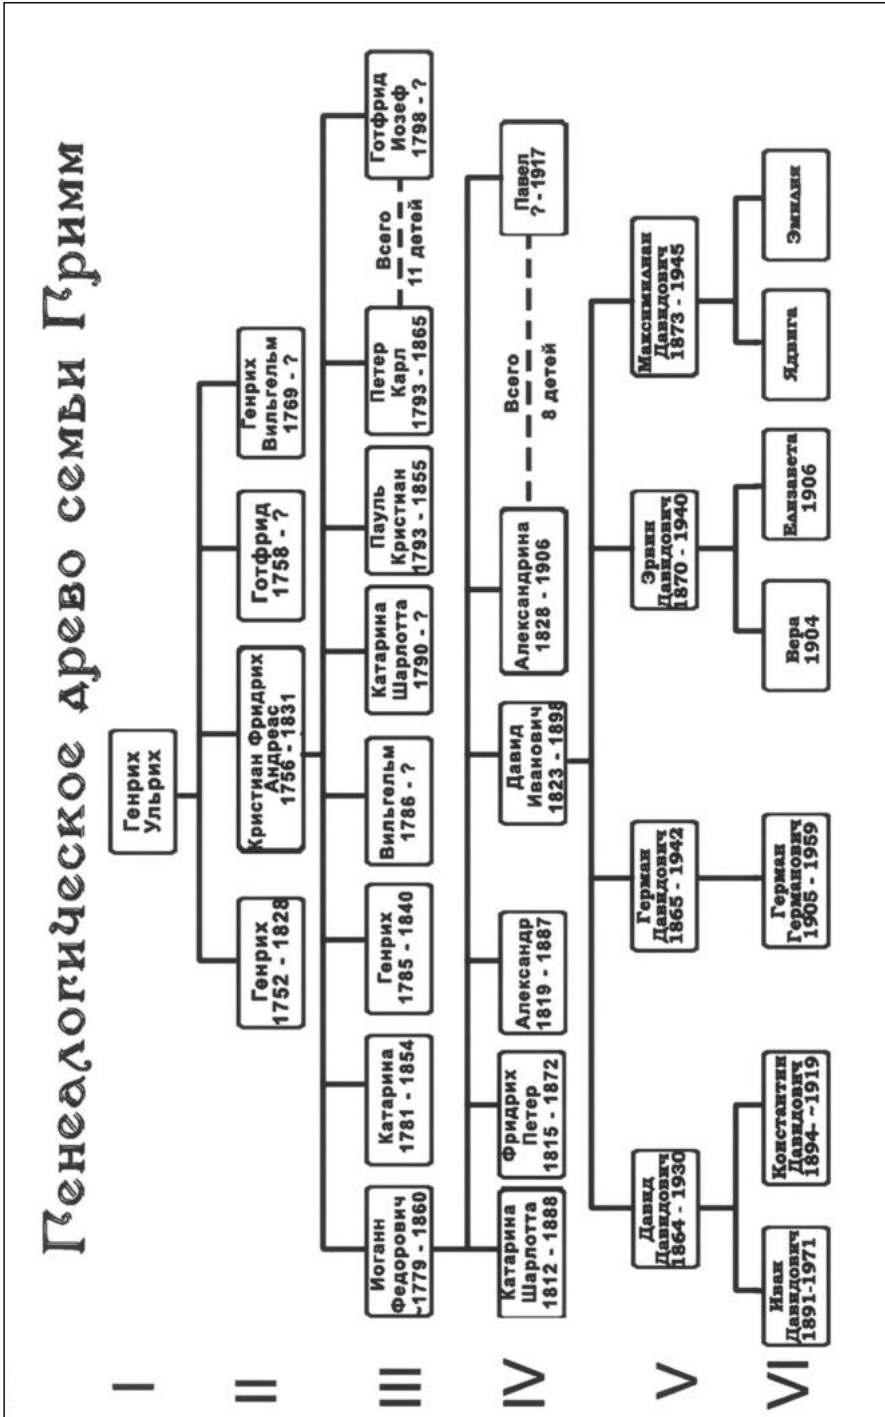 Генеалогическое древо семьи Гримм
I
Генрих
Ульрих
II
Генрих
1752 - 1828
Кристиан Фридрих
Андреас
1756 - 1831
Готфрид
1758 - ?
Генрих
Вильгельм
1769 - ?
III
Иоганн
Федорович
~1779 - 1860
Катарина
1781 - 1854
Генрих
1785 - 1840
Вильгельм
1786 - ?
Катарина
Шарлотта
1790 - ?
Пауль
Кристиан
1793 - 1855
Петер
Карл
1793 - 1865
Всего
11 детей
Готфрид
Иозеф
1798 - ?
IV
Катарина
Шарлотта
1812 - 1888
Фридрих
Петер
1815 - 1872
Александр
1819 - 1887
Давид
Иванович
1823 - 1898
Александрина
1828 - 1906
Всего
8 детей
Павел
? -1917
V
Давид
Давидович
1864 - 1930
Герман
Давидович
1865 - 1942
Эрвин
Давидович
1870 - 1940
Максимилиан
Давидович
1873 - 1945
VI
Иван
Давидович
1891-1971
Константин
Давидович
1894- ~1919
Герман
Германович
1905 - 1959
Вера
1904
Елизавета
1906
Ядвига
Эмилия